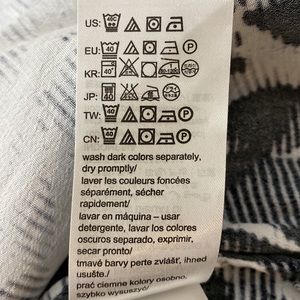 US:
EU:
KR:
JP:
TW:
CN:
wash dark colors separately,
dry promptly/
laver les couleurs foncées
séparément, sécher
rapidement/
lavar en máquina – usar
detergente, lavar los colores
oscuros separado, exprimir,
secar pronto/
tmavé barvy perte zvlášť, ihned
usušte./
prać ciemne kolory osobno,
szybko wysuszyć/